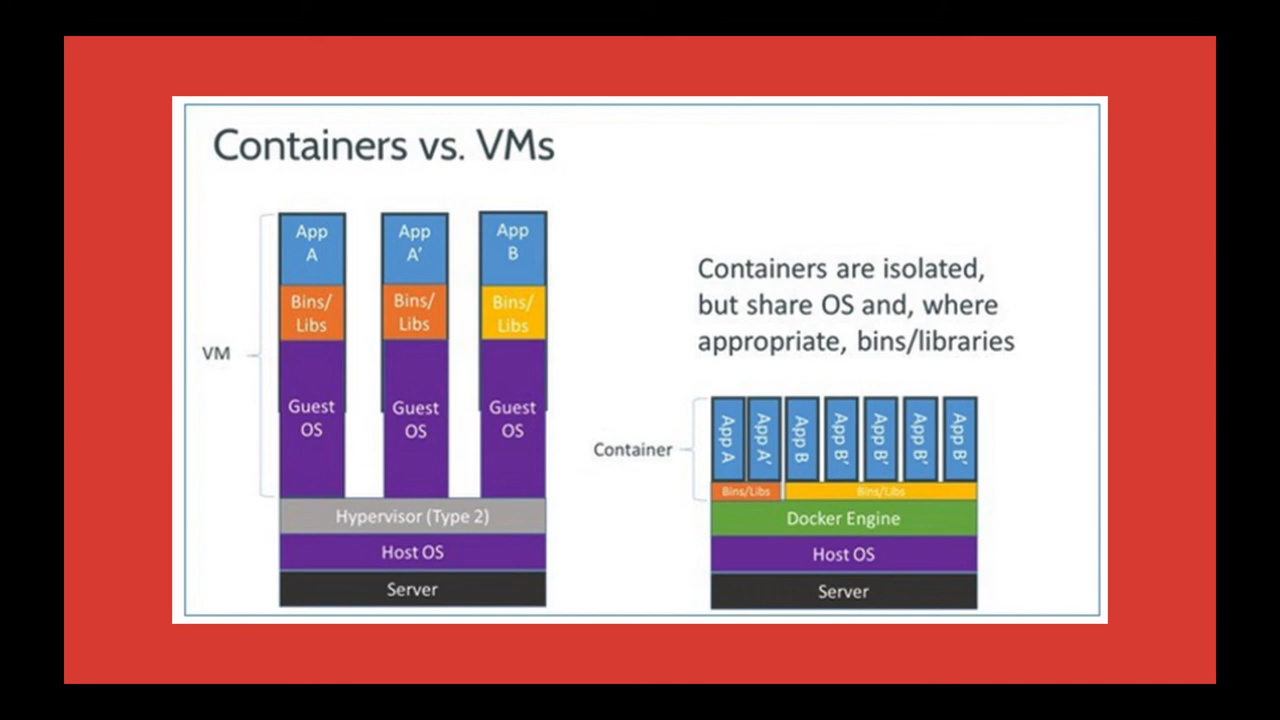 Containers vs. VMs
App
A
App
A’
App
B
Bins/
Libs
Bins/
Libs
Bins/
Libs
VM
Guest
OS
Guest
OS
Guest
OS
Hypervisor (Type 2)
Host OS
Server
Containers are isolated,
but share OS and, where
appropriate, bins/libraries
Container
App A
App A’
App B
App B’
App B’
App B’
App B’
Bins/Libs
Bins/Libs
Docker Engine
Host OS
Server